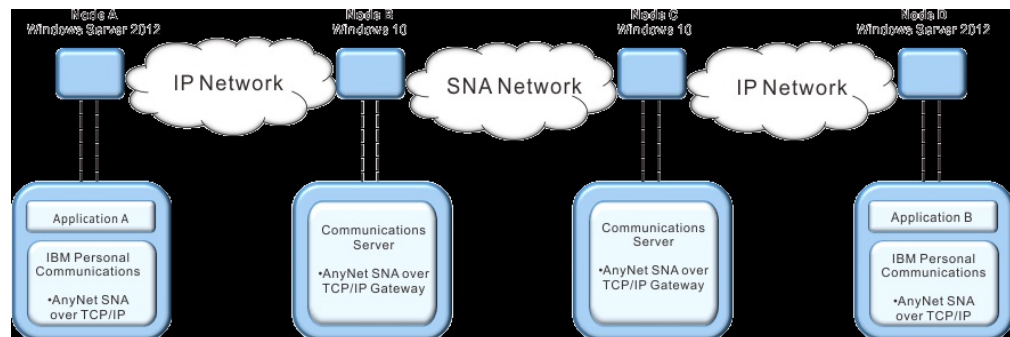 Node A
Windows Server 2012
Node B
Windows 10
Node C
Windows 10
Node D
Windows Server 2012
IP Network
SNA Network
IP Network
Application A
IBM Personal
Communications
•AnyNet SNA
over TCP/IP
Communications
Server
•AnyNet SNA over
TCP/IP Gateway
Communications
Server
•AnyNet SNA over
TCP/IP Gateway
Application B
IBM Personal
Communications
•AnyNet SNA
over TCP/IP